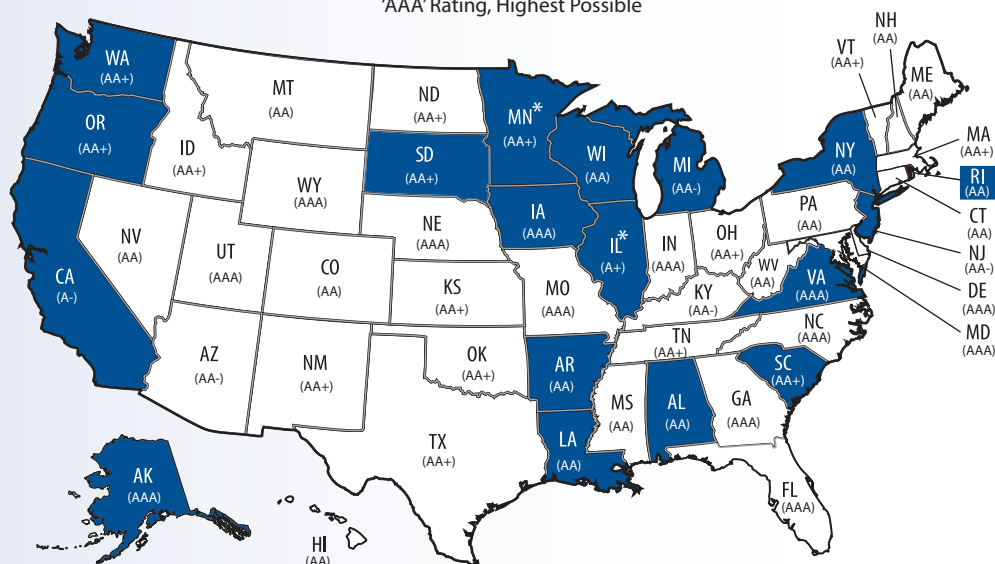 'AAA' Rating, Highest Possible
NH
(AA)
VT
(AA+)
WA
(AA+)
MT
(AA)
ND
(AA+)
MN*
(AA+)
ME
(AA)
OR
(AA+)
ID
(AA+)
SD
(AA+)
WI
(AA)
MI
(AA-)
NY
(AA)
MA
(AA+)
RI
(AA)
WY
(AAA)
IA
(AAA)
PA
(AA)
CT
(AA)
NE
(AAA)
NV
(AA)
UT
(AAA)
CO
(AA)
IL*
(A+)
IN
(AAA)
OH
(AA+)
NJ
(AA-)
CA
(A-)
KS
(AA+)
MO
(AAA)
WV
(AA)
VA
(AAA)
DE
(AAA)
KY
(AA-)
MD
(AAA)
NC
(AAA)
TN
(AA+)
AZ
(AA-)
NM
(AA+)
OK
(AA+)
AR
(AA)
SC
(AA+)
MS
(AA)
AL
(AA)
GA
(AAA)
TX
(AA+)
LA
(AA)
AK
(AAA)
FL
(AAA)
HI
(AA)